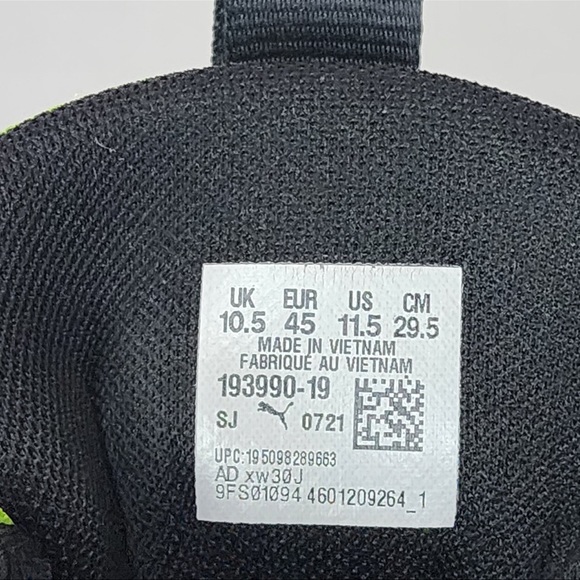 UK EUR US CM
10.5 45 11.5 29.5
MADE IN VIETNAM
FABRIQUÉ AU VIETNAM
193990-19
SJ 0721
UPC:195098289663
AD xw30J
9FS01094 4601209264_1